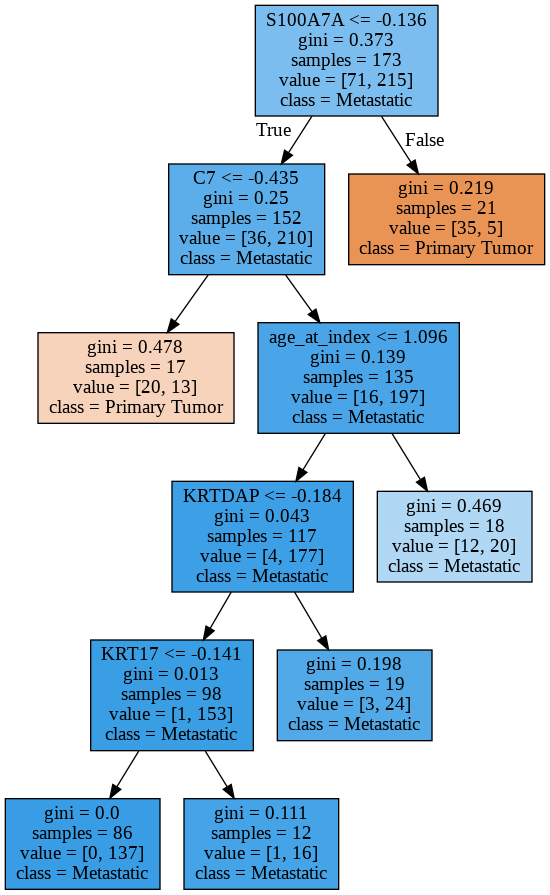 S100A7A <= -0.136
gini = 0.373
samples = 173
value = [71, 215]
class = Metastatic
True
False
C7 <= -0.435
gini = 0.25
samples = 152
value = [36, 210]
class = Metastatic
gini = 0.219
samples = 21
value = [35, 5]
class = Primary Tumor
gini = 0.478
samples = 17
value = [20, 13]
class = Primary Tumor
age_at_index <= 1.096
gini = 0.139
samples = 135
value = [16, 197]
class = Metastatic
KRTDAP <= -0.184
gini = 0.043
samples = 117
value = [4, 177]
class = Metastatic
gini = 0.469
samples = 18
value = [12, 20]
class = Metastatic
KRT17 <= -0.141
gini = 0.013
samples = 98
value = [1, 153]
class = Metastatic
gini = 0.198
samples = 19
value = [3, 24]
class = Metastatic
gini = 0.0
samples = 86
value = [0, 137]
class = Metastatic
gini = 0.111
samples = 12
value = [1, 16]
class = Metastatic